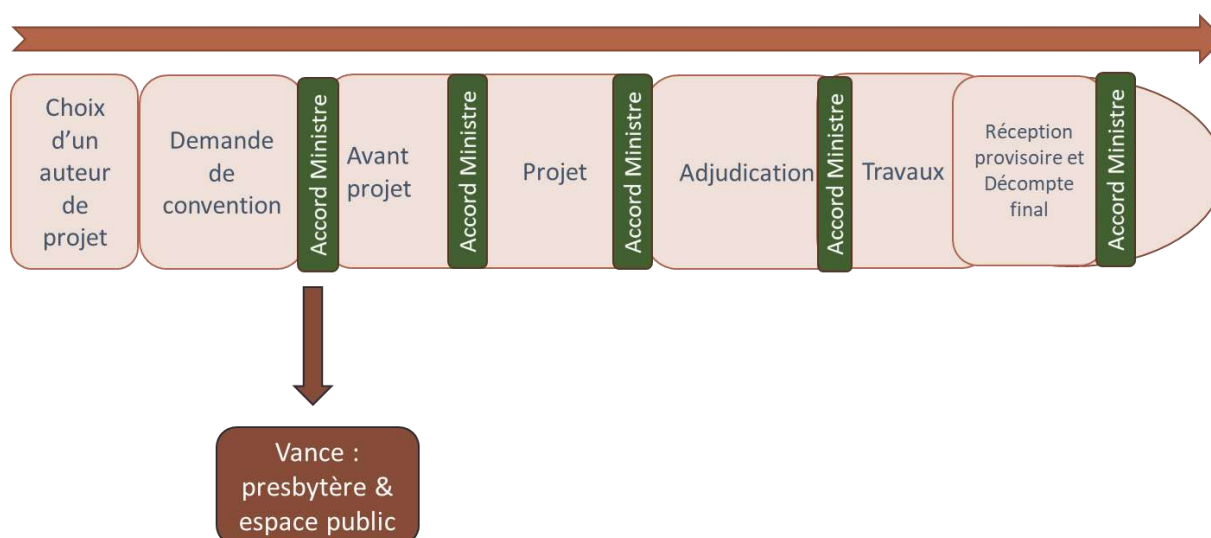 Choix
d'un
auteur
de
projet
Demande
de
convention
Accord Ministre
Avant
projet
Accord Ministre
Projet
Accord Ministre
Adjudication
Accord Ministre
Travaux
Réception
provisoire et
Décompte
final
Accord Ministre
Vance :
presbytère &
espace public